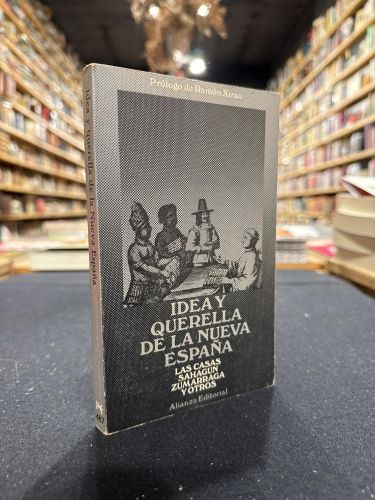 Prólogo de Ramón Xirau
IDEA Y
QUERELLA
DE LA NUEVA
ESPAÑA
LAS CASAS
SAHAGÚN
ZUMÁRRAGA
Y OTROS
Alianza Editorial
Idea y querella de la Nueva España